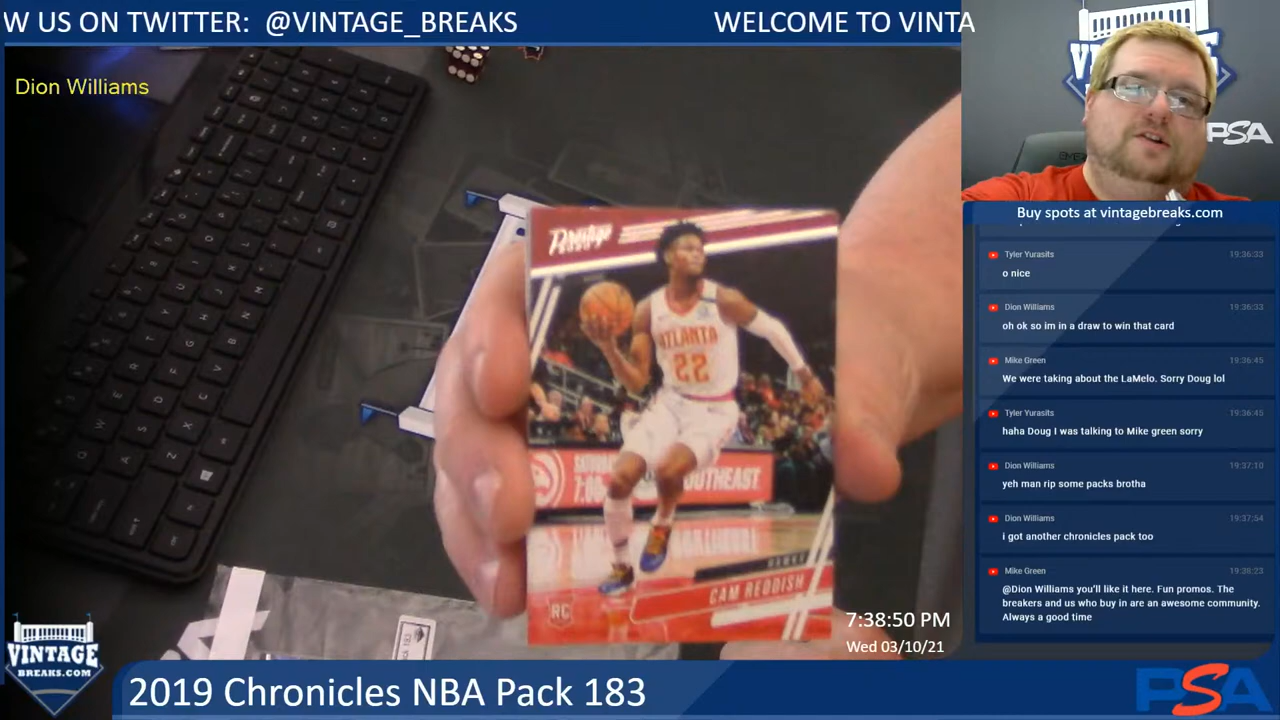 W US ON TWITTER: @VINTAGE_BREAKS WELCOME TO VINTA
Dion Williams
PSA
Buy spots at vintagebreaks.com
Tyler Yurasits 19:36:33
o nice
Dion Williams 19:36:33
oh ok so im in a draw to win that card
Mike Green 19:36:45
We were taking about the LaMelo. Sorry Doug lol
Tyler Yurasits 19:36:45
haha Doug I was talking to Mike green sorry
Dion Williams 19:37:10
yeh man rip some packs brotha
Dion Williams 19:37:54
i got another chronicles pack too
Mike Green 19:38:23
@Dion Williams you'll like it here. Fun promos. The
breakers and us who buy in are an awesome community.
Always a good time
Prestige
ATLANTA
22
7:00
SOUTHEAST
HAWKS
CAM REDDISH
RC
183
7:38:50 PM
Wed 03/10/21
VINTAGE
BREAKS.COM
2019 Chronicles NBA Pack 183
PSA